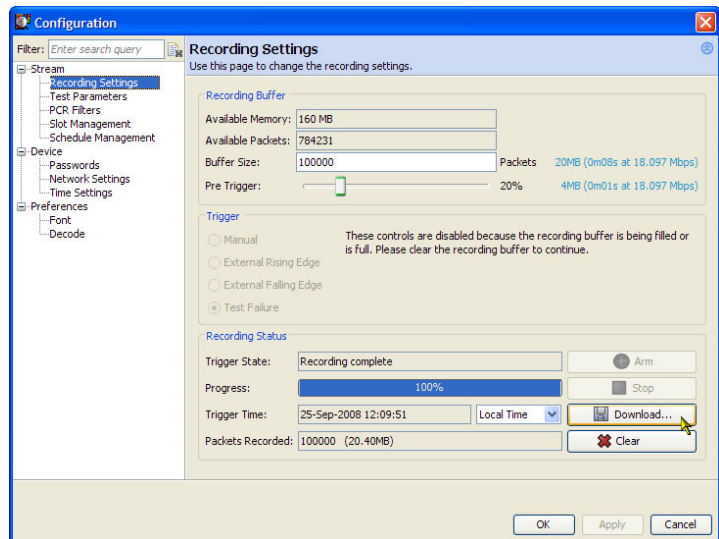 Configuration
Filter: Enter search query
Stream
Recording Settings
Test Parameters
PCR Filters
Slot Management
Schedule Management
Device
Passwords
Network Settings
Time Settings
Preferences
Font
Decode
Recording Settings
Use this page to change the recording settings.
Recording Buffer
Available Memory: 160 MB
Available Packets: 784231
Buffer Size: 100000 Packets 20MB (0m08s at 18.097 Mbps)
Pre Trigger: 20% 4MB (0m01s at 18.097 Mbps)
Trigger
Manual
External Rising Edge
External Falling Edge
Test Failure
These controls are disabled because the recording buffer is being filled or
is full. Please clear the recording buffer to continue.
Recording Status
Trigger State: Recording complete Arm
Progress: 100% Stop
Trigger Time: 25-Sep-2008 12:09:51 Local Time Download...
Packets Recorded: 100000 (20.40MB) Clear
OK Apply Cancel